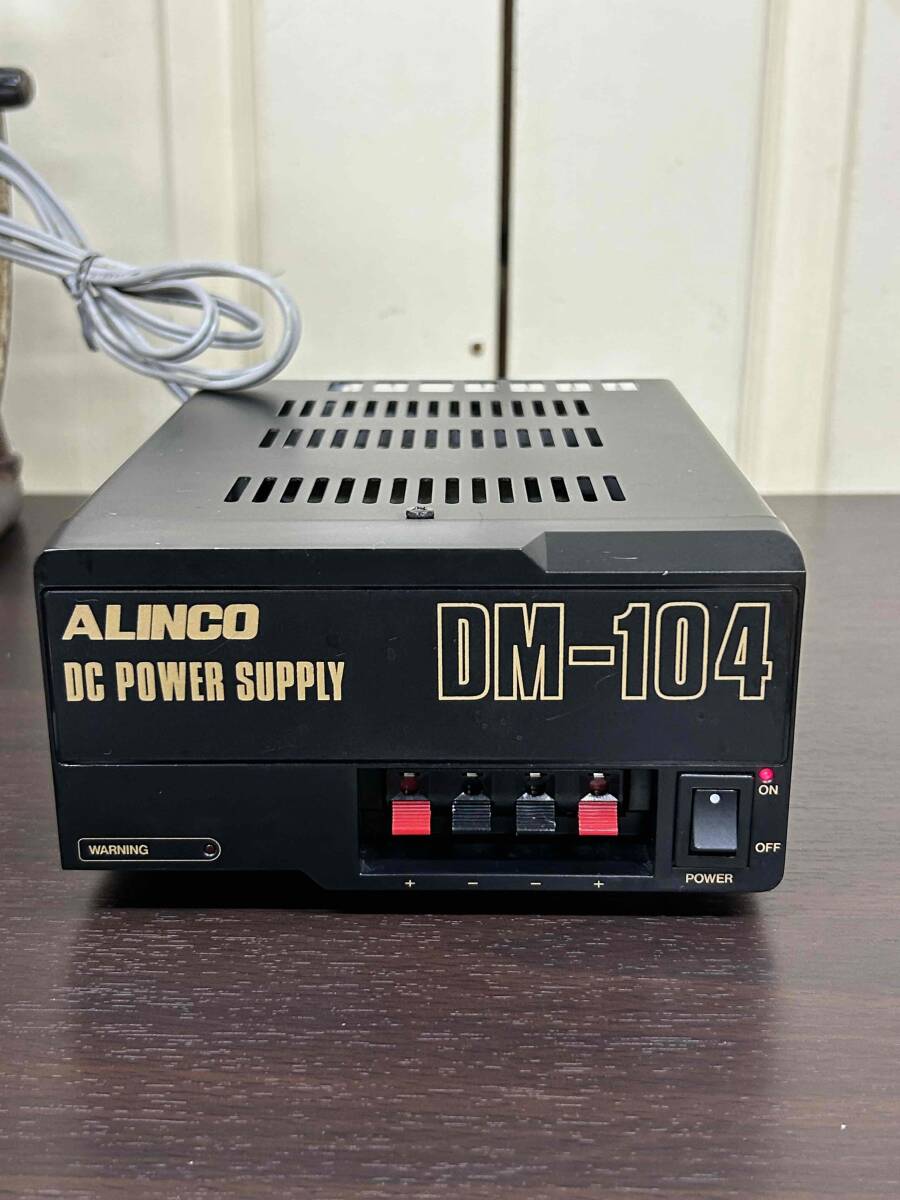 ALINCO
DC POWER SUPPLY
DM-104
ON
OFF
POWER
WARNING
+ − − +